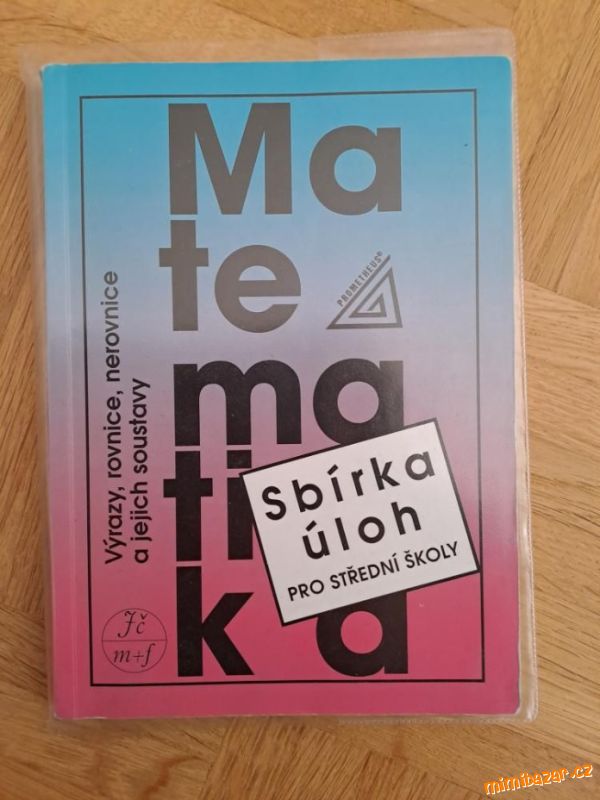 Ma
te
ma
ti
ka
PROMETHEUS®
Výrazy, rovnice, nerovnice
a jejich soustavy
Sbírka
úloh
PRO STŘEDNÍ ŠKOLY
Jč
m+f
mimibazar.cz